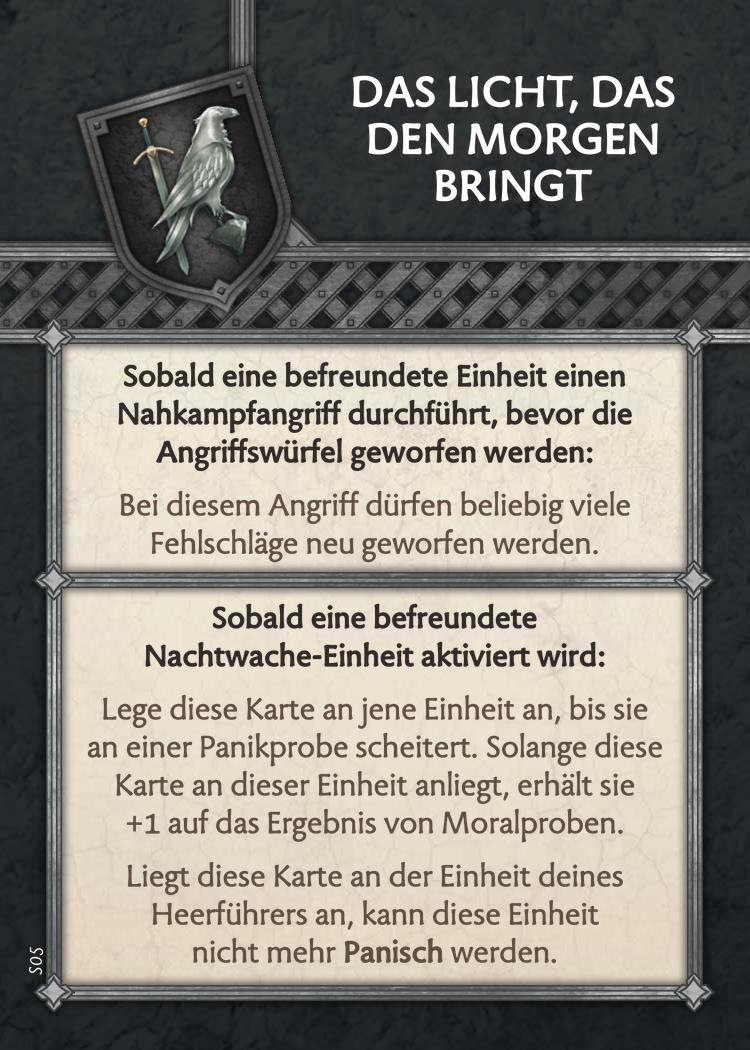 DAS LICHT, DAS
DEN MORGEN
BRINGT
Sobald eine befreundete Einheit einen
Nahkampfangriff durchführt, bevor die
Angriffswürfel geworfen werden:
Bei diesem Angriff dürfen beliebig viele
Fehlschläge neu geworfen werden.
Sobald eine befreundete
Nachtwache-Einheit aktiviert wird:
Lege diese Karte an jene Einheit an, bis sie
an einer Panikprobe scheitert. Solange diese
Karte an dieser Einheit anliegt, erhält sie
+1 auf das Ergebnis von Moralproben.
Liegt diese Karte an der Einheit deines
Heerführers an, kann diese Einheit
nicht mehr Panisch werden.
S05